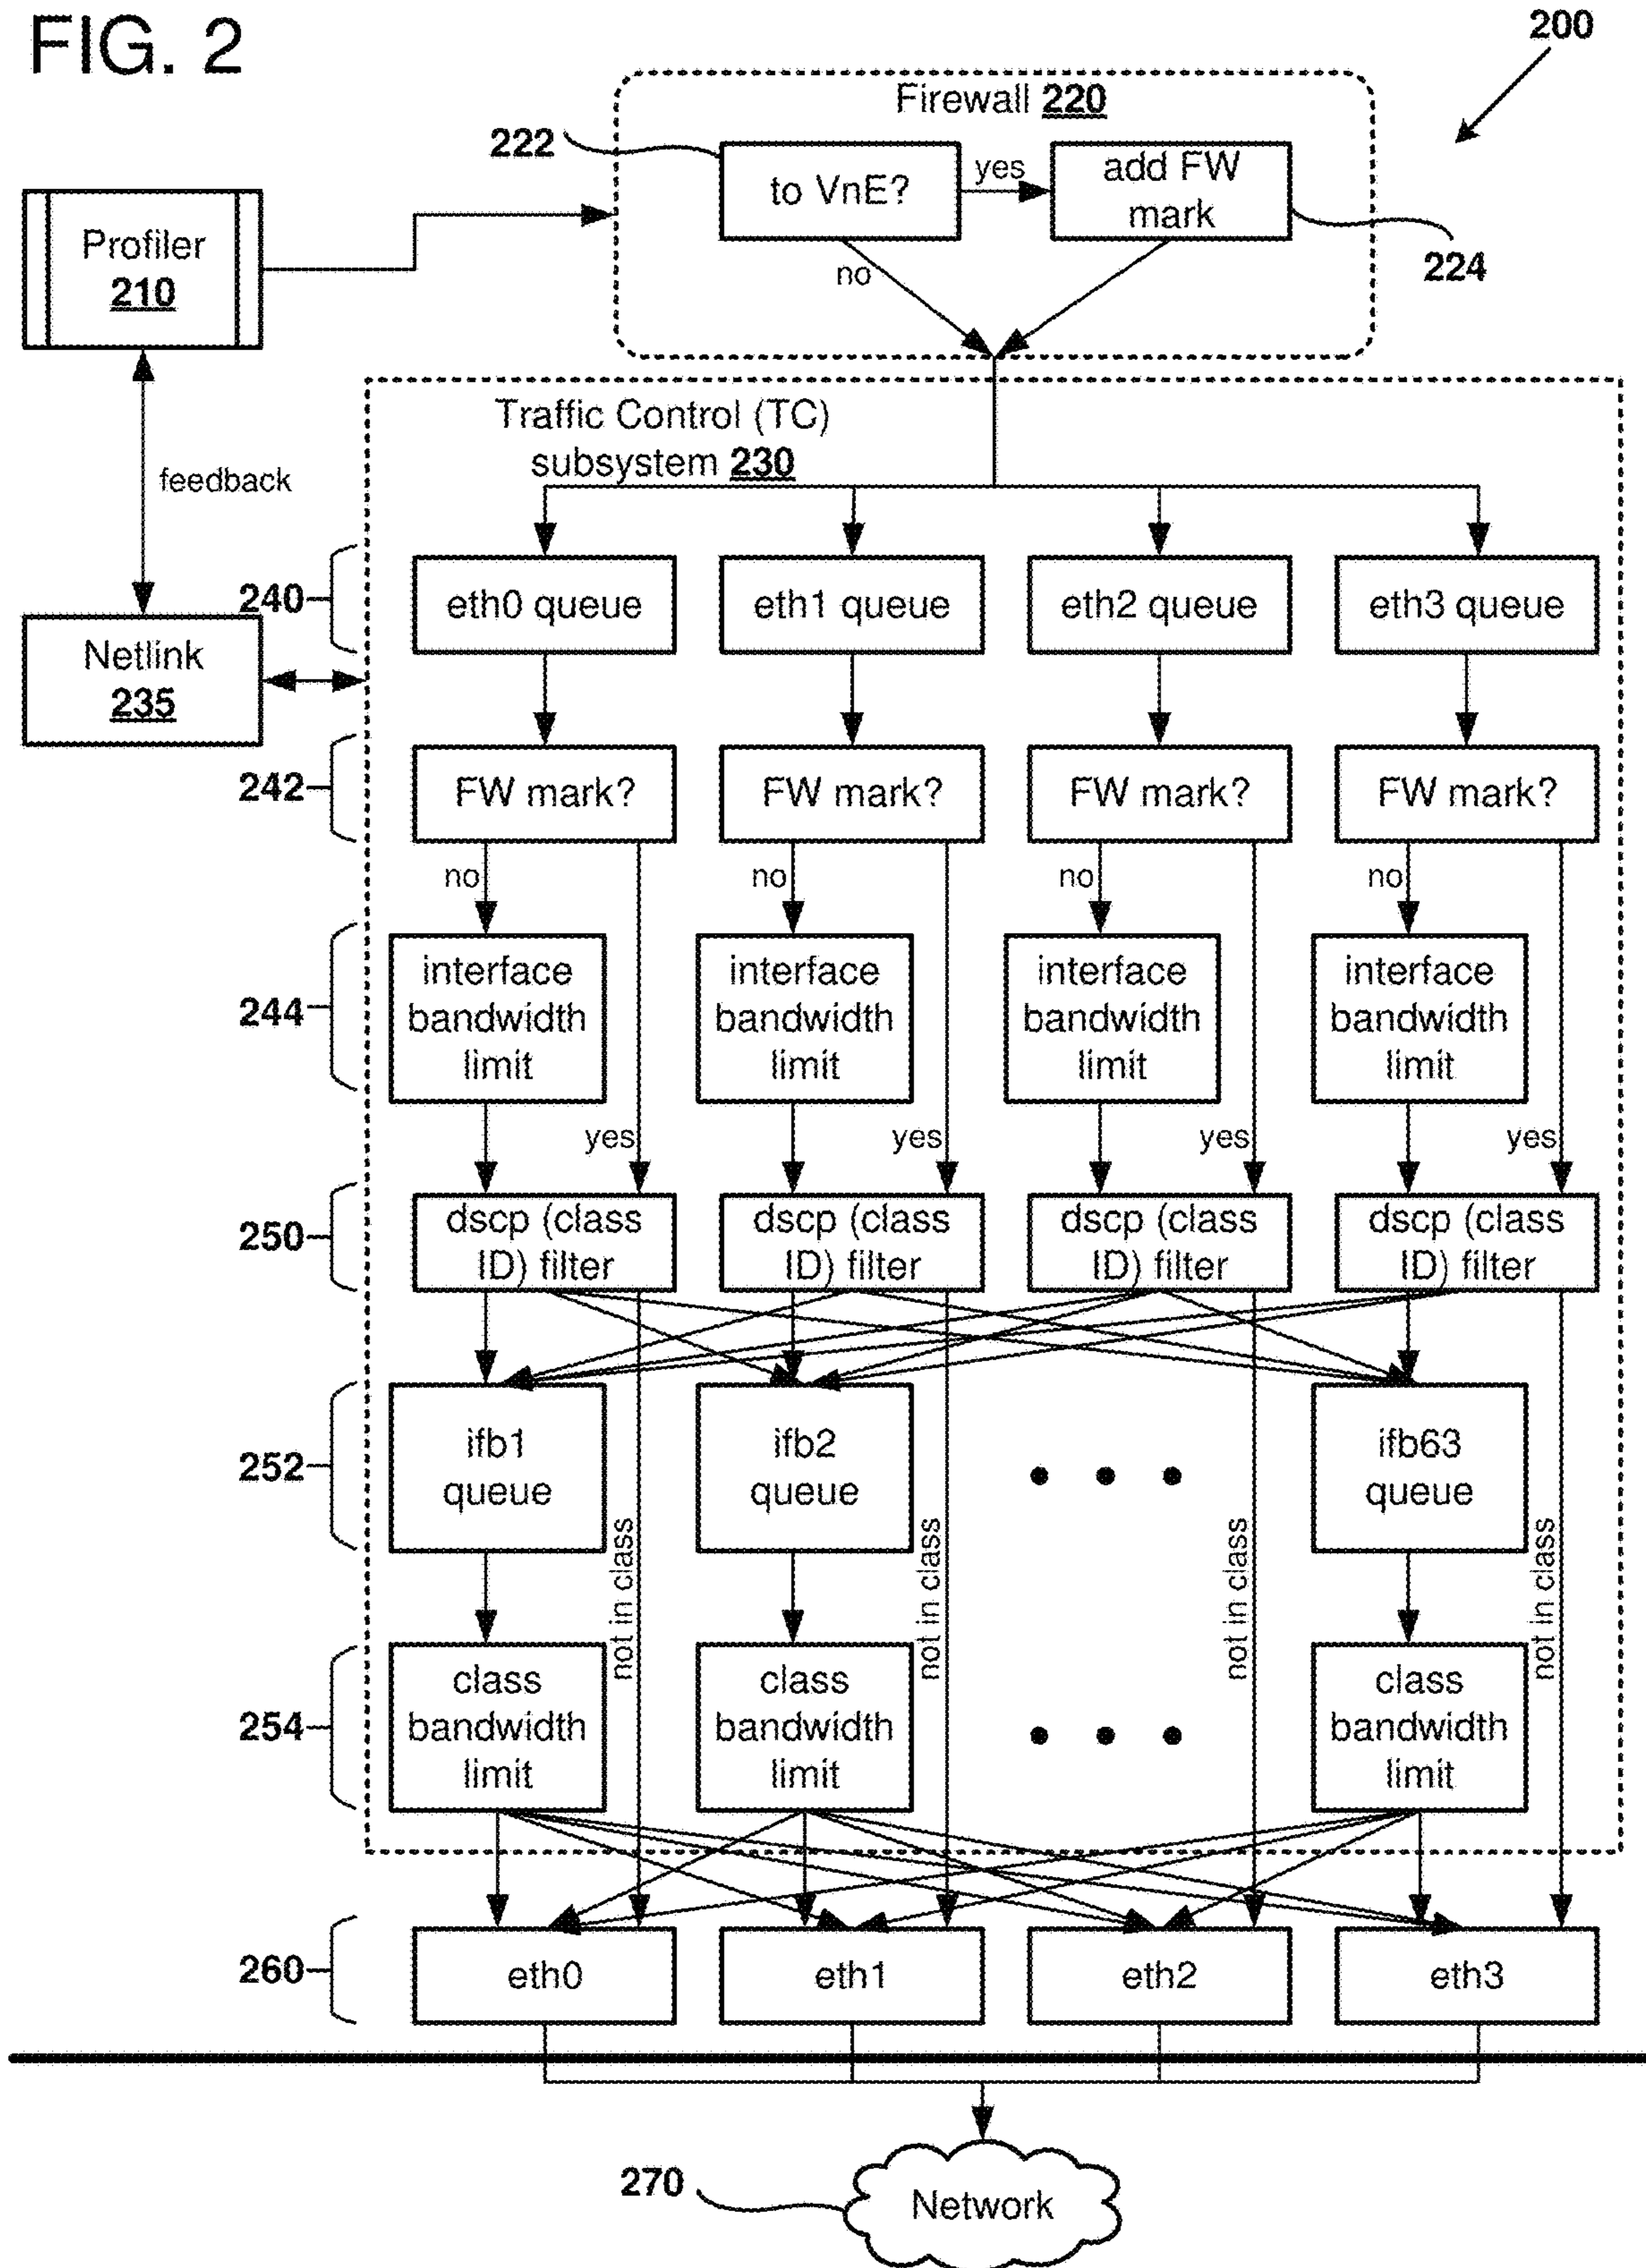 FIG. 2
200
Firewall 220
222
to VnE?
yes
add FW
mark
224
no
Profiler
210
feedback
Netlink
235
Traffic Control (TC)
subsystem 230
240
eth0 queue
eth1 queue
eth2 queue
eth3 queue
242
FW mark?
FW mark?
FW mark?
FW mark?
no
no
no
no
244
interface
bandwidth
limit
interface
bandwidth
limit
interface
bandwidth
limit
interface
bandwidth
limit
yes
yes
yes
yes
250
dscp (class
ID) filter
dscp (class
ID) filter
dscp (class
ID) filter
dscp (class
ID) filter
252
ifb1
queue
ifb2
queue
ifb63
queue
not in class
not in class
not in class
not in class
254
class
bandwidth
limit
class
bandwidth
limit
class
bandwidth
limit
260
eth0
eth1
eth2
eth3
270
Network